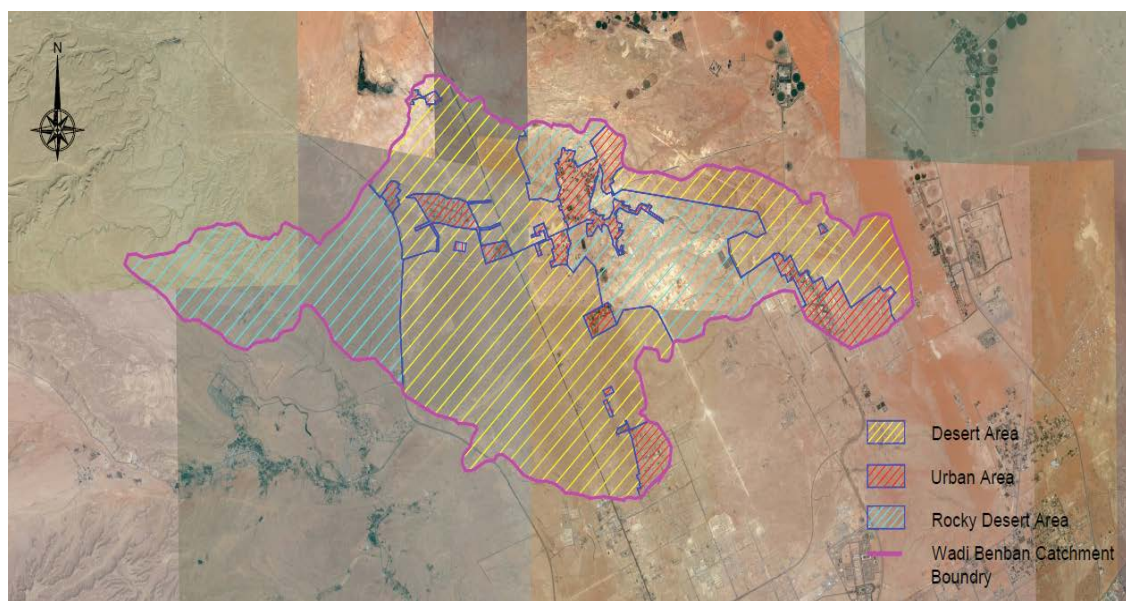 N
Desert Area
Urban Area
Rocky Desert Area
Wadi Benban Catchment
Boundry